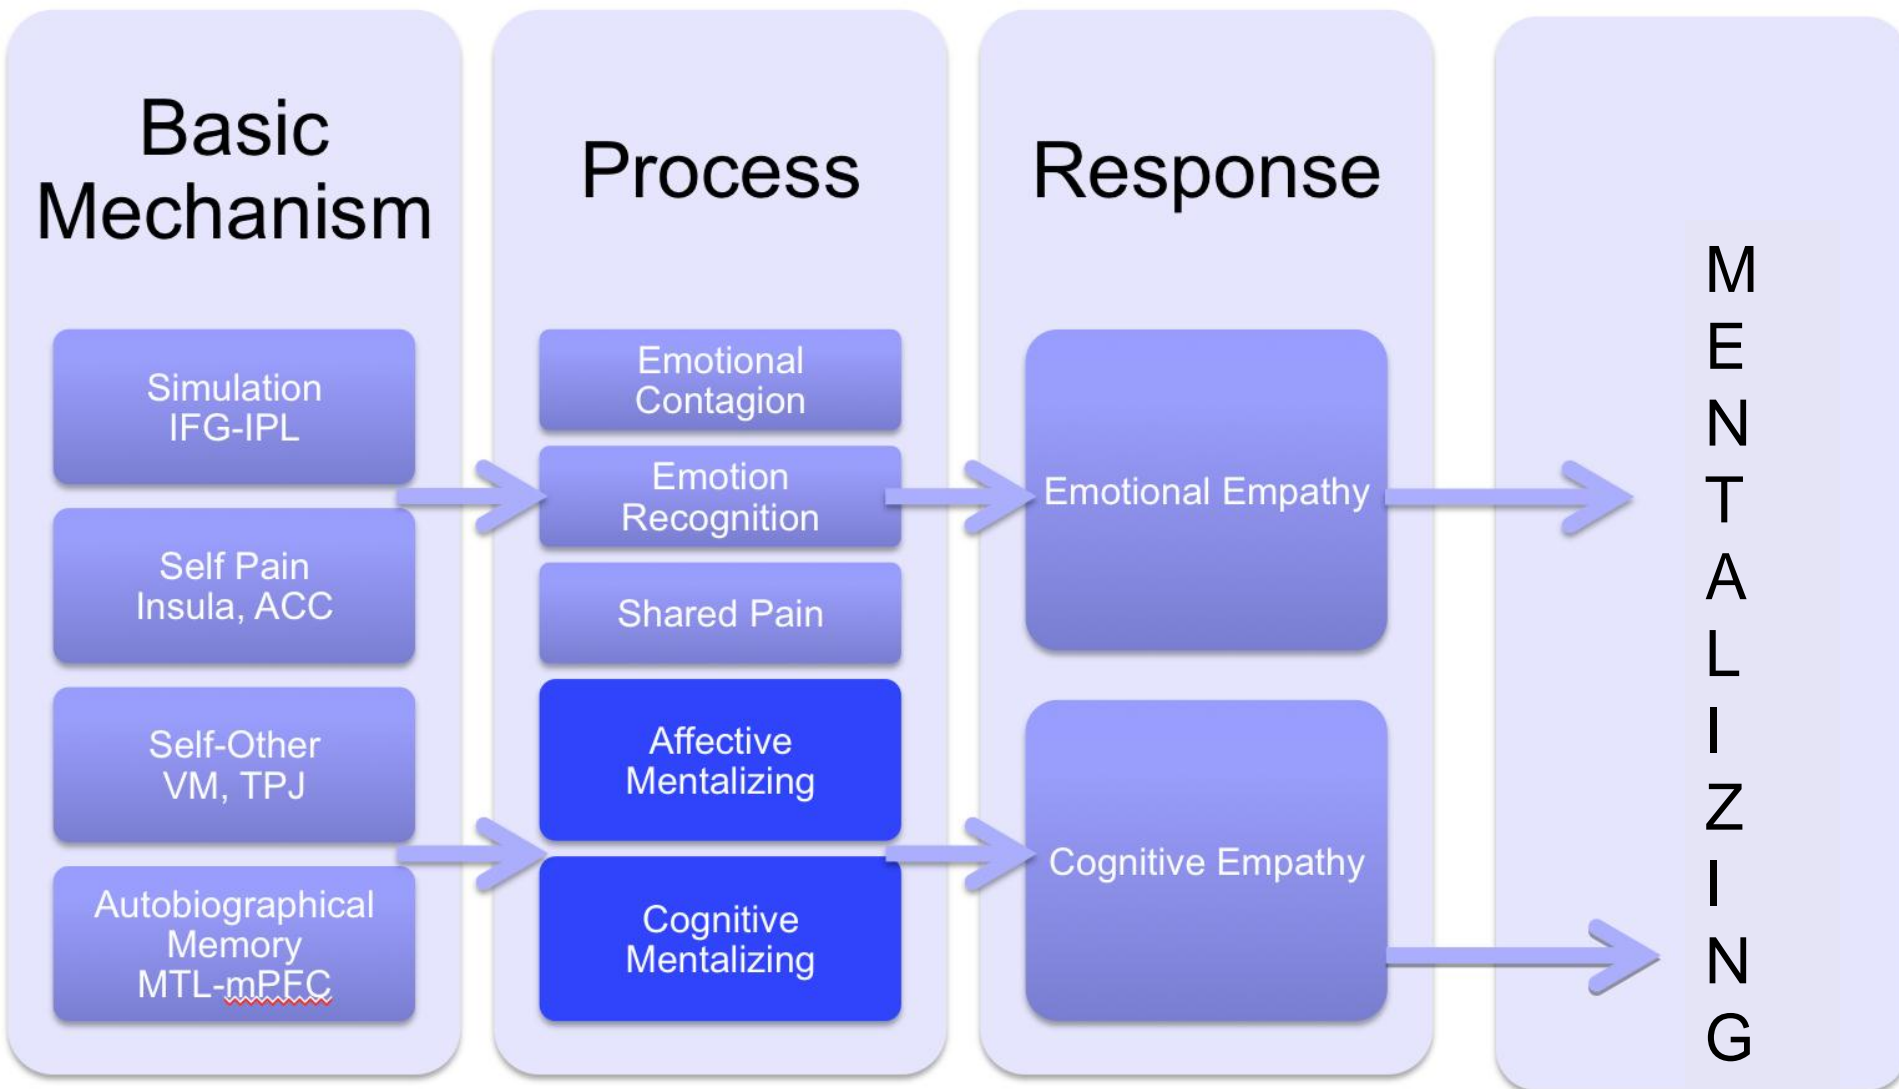 Basic
Mechanism
Simulation
IFG-IPL
Self Pain
Insula, ACC
Self-Other
VM, TPJ
Autobiographical
Memory
MTL-mPFC
Process
Emotional
Contagion
Emotion
Recognition
Shared Pain
Affective
Mentalizing
Cognitive
Mentalizing
Response
Emotional Empathy
Cognitive Empathy
M
E
N
T
A
L
I
Z
I
N
G